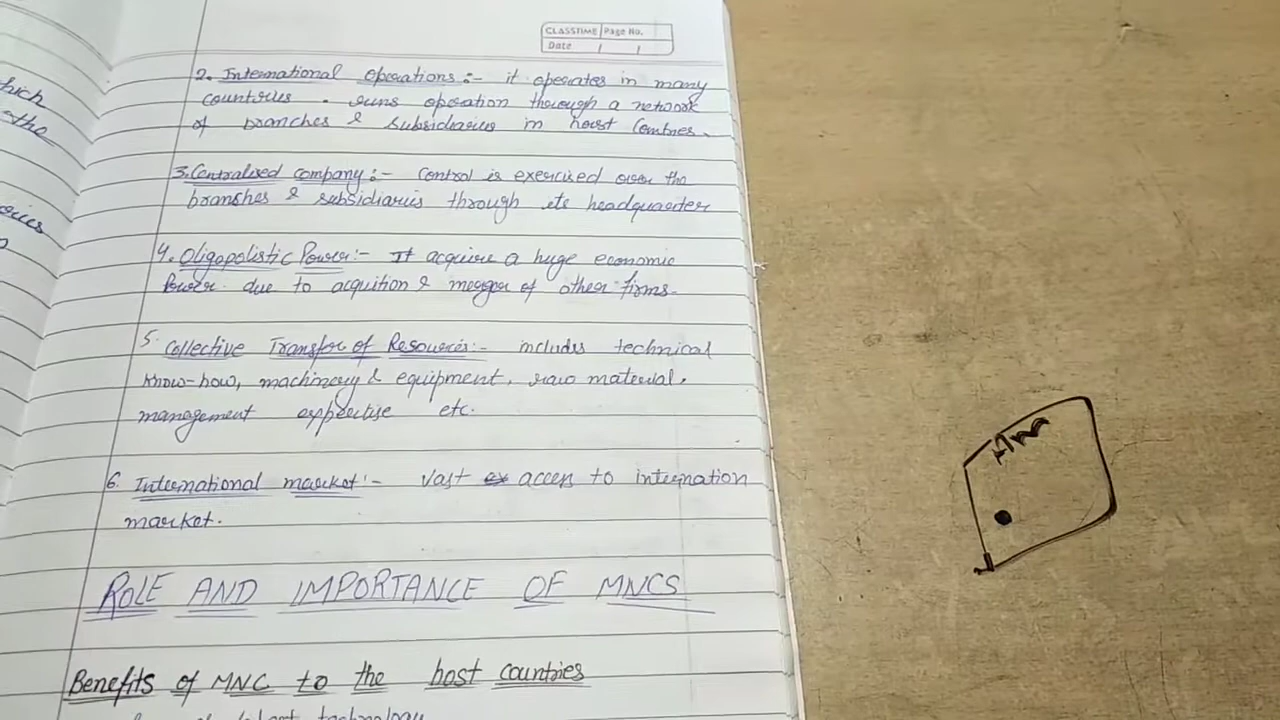 hich
the
CLASSTIME Page No.
Date / /
2. International operations :- it operates in many
countries . runs operation through a network
of branches & subsidiaries in host
3. Centralised company :- control is exercised over the
branches & subsidiaries through its headquarter
4. Oligopolistic Power :- It acquire a huge economic
Power. due to acquition & merger of other firms.
5. Collective Transfer of Resources :- includes technical
know-how, machinery & equipment, raw material,
management etc.
6. International market :- Vast access to internation
market.
ROLE AND IMPORTANCE OF MNCS
Benefits of MNC to the host countries
technology